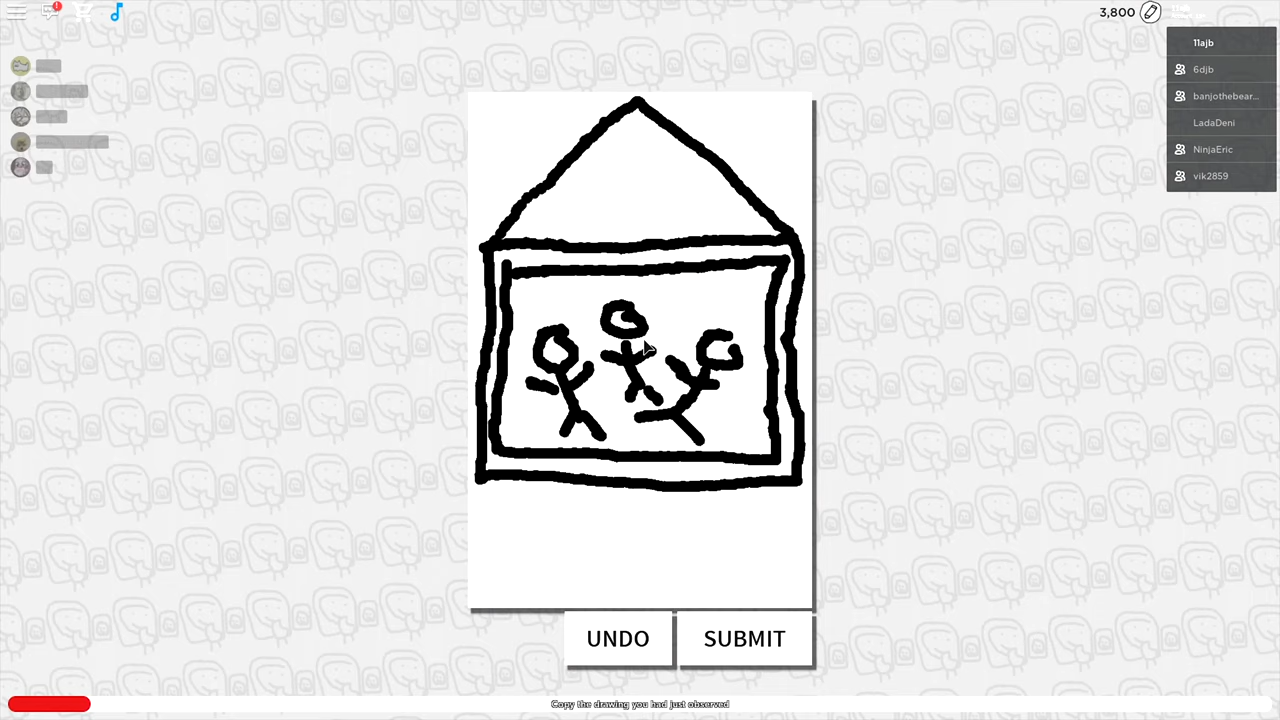 3,800
11ajb
6djb
banjothebear...
LadaDeni
NinjaEric
vik2859
UNDO
SUBMIT
Copy the drawing you had just observed